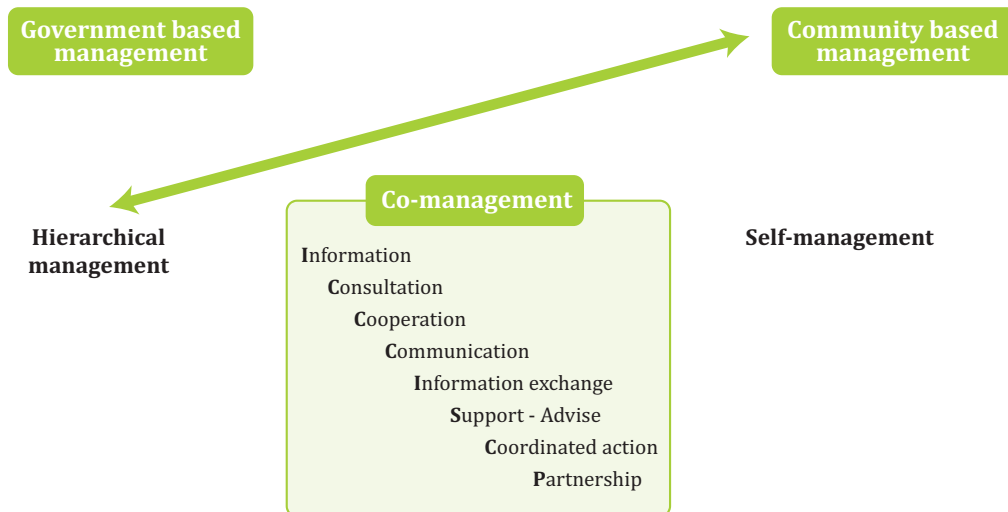 Government based
management
Community based
management
Co-management
Hierarchical
management
Self-management
Information
Consultation
Cooperation
Communication
Information exchange
Support - Advise
Coordinated action
Partnership